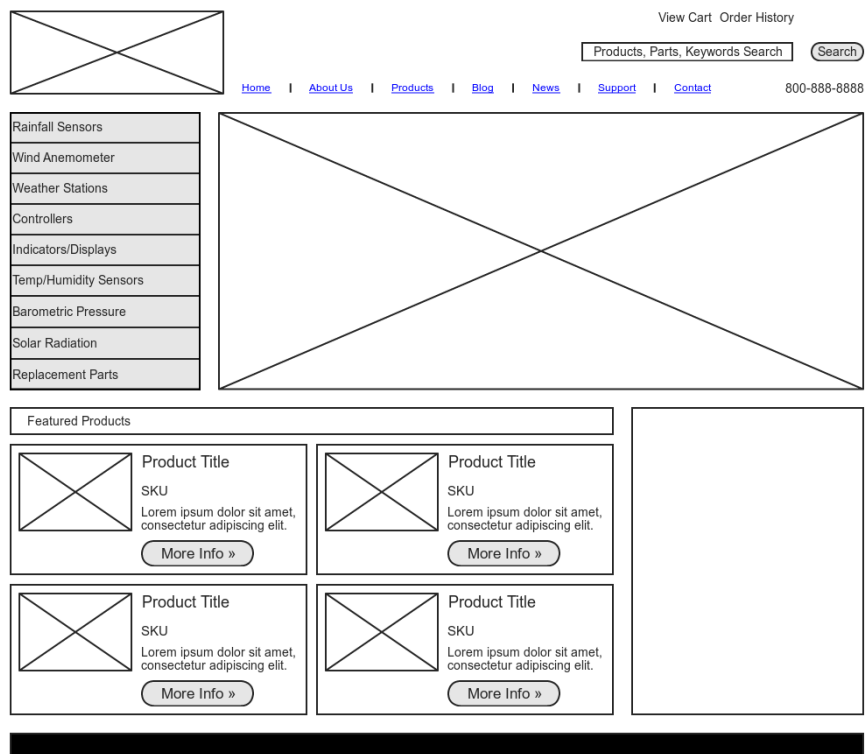 View Cart Order History
Products, Parts, Keywords Search Search
Home | About Us | Products | Blog | News | Support | Contact 800-888-8888
Rainfall Sensors
Wind Anemometer
Weather Stations
Controllers
Indicators/Displays
Temp/Humidity Sensors
Barometric Pressure
Solar Radiation
Replacement Parts
Featured Products
Product Title
SKU
Lorem ipsum dolor sit amet,
consectetur adipiscing elit.
More Info »
Product Title
SKU
Lorem ipsum dolor sit amet,
consectetur adipiscing elit.
More Info »
Product Title
SKU
Lorem ipsum dolor sit amet,
consectetur adipiscing elit.
More Info »
Product Title
SKU
Lorem ipsum dolor sit amet,
consectetur adipiscing elit.
More Info »